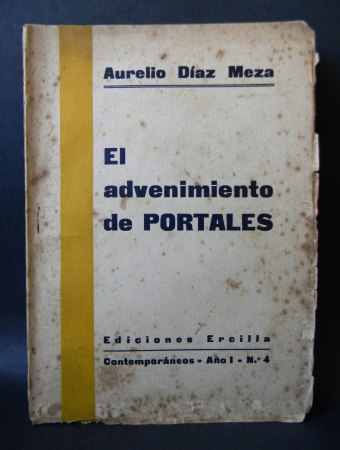 Aurelio Díaz Meza
El
advenimiento
de PORTALES
Ediciones Ercilla
Contemporáneos - Año I - N.º 4